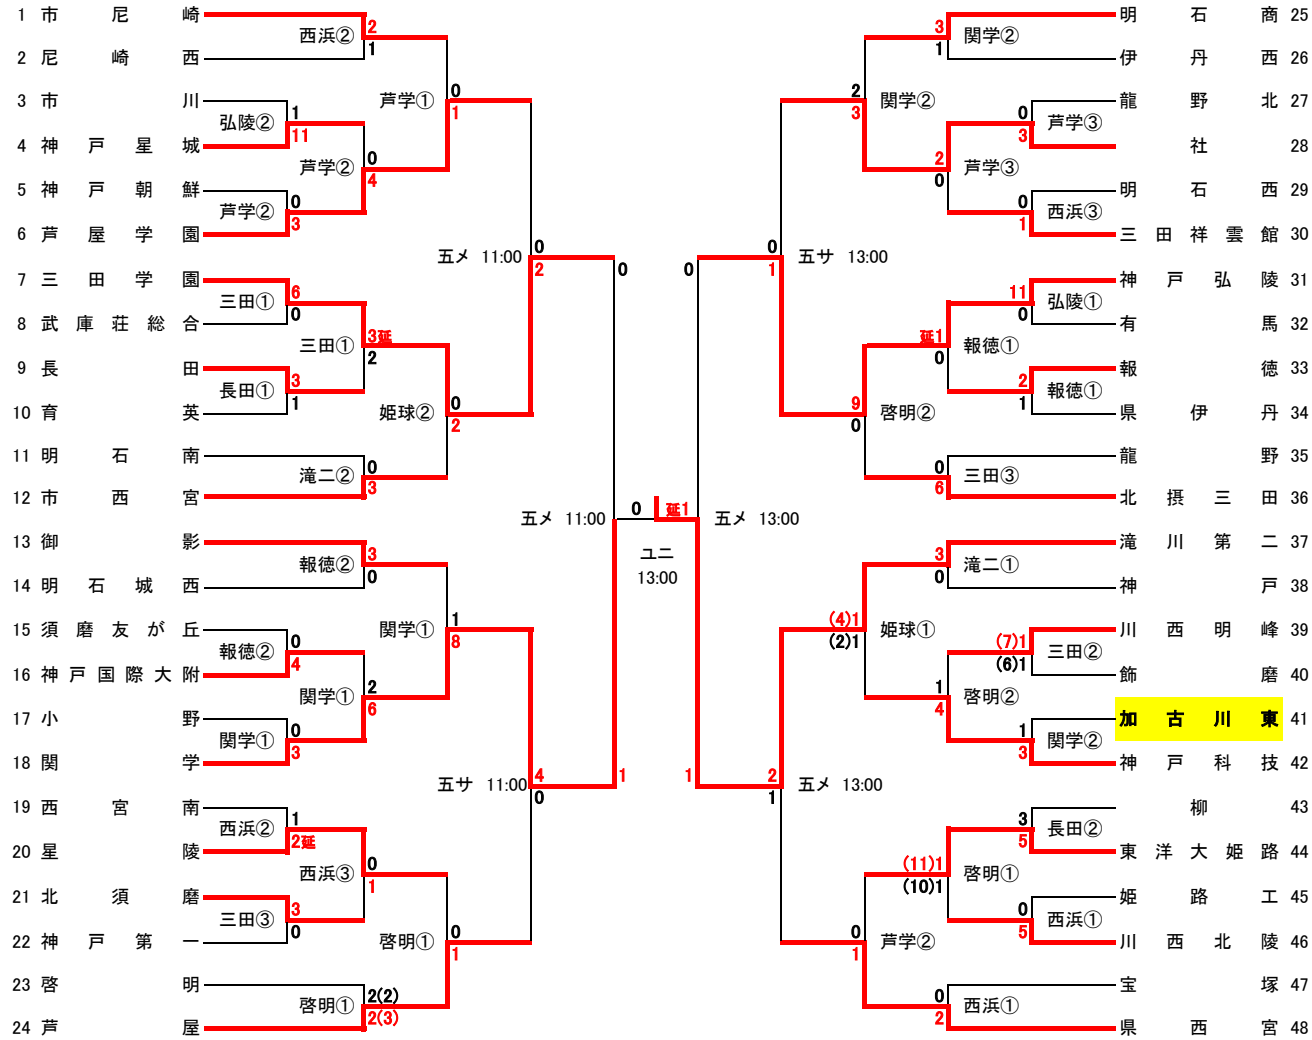 1 市尼崎
2 尼崎西
3 市川
4 神戸星城
5 神戸朝鮮
6 芦屋学園
7 三田学園
8 武庫荘総合
9 長田
10 育英
11 明石南
12 市西宮
13 御影
14 明石城西
15 須磨友が丘
16 神戸国際大附
17 小野
18 関学
19 西宮南
20 星陵
21 北須磨
22 神戸第一
23 啓明
24 芦屋
弘陵② 1 11
芦学② 0 3
西浜② 1 2延
三田③ 3 0
関学① 0 3
報徳② 0 4
西浜② 2 1
芦学② 0 4
三田① 6 0
長田① 3 1
三田① 3延 2
滝二② 0 3
報徳② 3 0
関学① 2 6
西浜③ 0 1
啓明① 2(2) 2(3)
芦学① 0 1
姫球② 0 2
関学① 1 8
啓明① 0 1
五メ 11:00 0 2
五サ 11:00 4 0
五メ 11:00 0 1
0 延1
ユニ
13:00
五メ 13:00 0 1
五サ 13:00 0 1
五メ 13:00 2 1
関学② 2 3
啓明② 9 0
姫球① (4)1 (2)1
芦学② 0 1
関学② 3 1
芦学③ 2 0
報徳① 延1 0
三田③ 0 6
滝二① 3 0
啓明② 1 4
啓明① (11)1 (10)1
西浜① 0 2
芦学③ 0 3
西浜③ 0 1
弘陵① 11 0
報徳① 2 1
三田② (7)1 (6)1
関学② 1 3
長田② 3 5
西浜① 0 5
明石商 25
伊丹西 26
龍野北 27
社 28
明石西 29
三田祥雲館 30
神戸弘陵 31
有馬 32
報徳 33
県伊丹 34
龍野 35
北摂三田 36
滝川第二 37
神戸 38
川西明峰 39
飾磨 40
加古川東 41
神戸科技 42
柳 43
東洋大姫路 44
姫路工 45
川西北陵 46
宝塚 47
県西宮 48